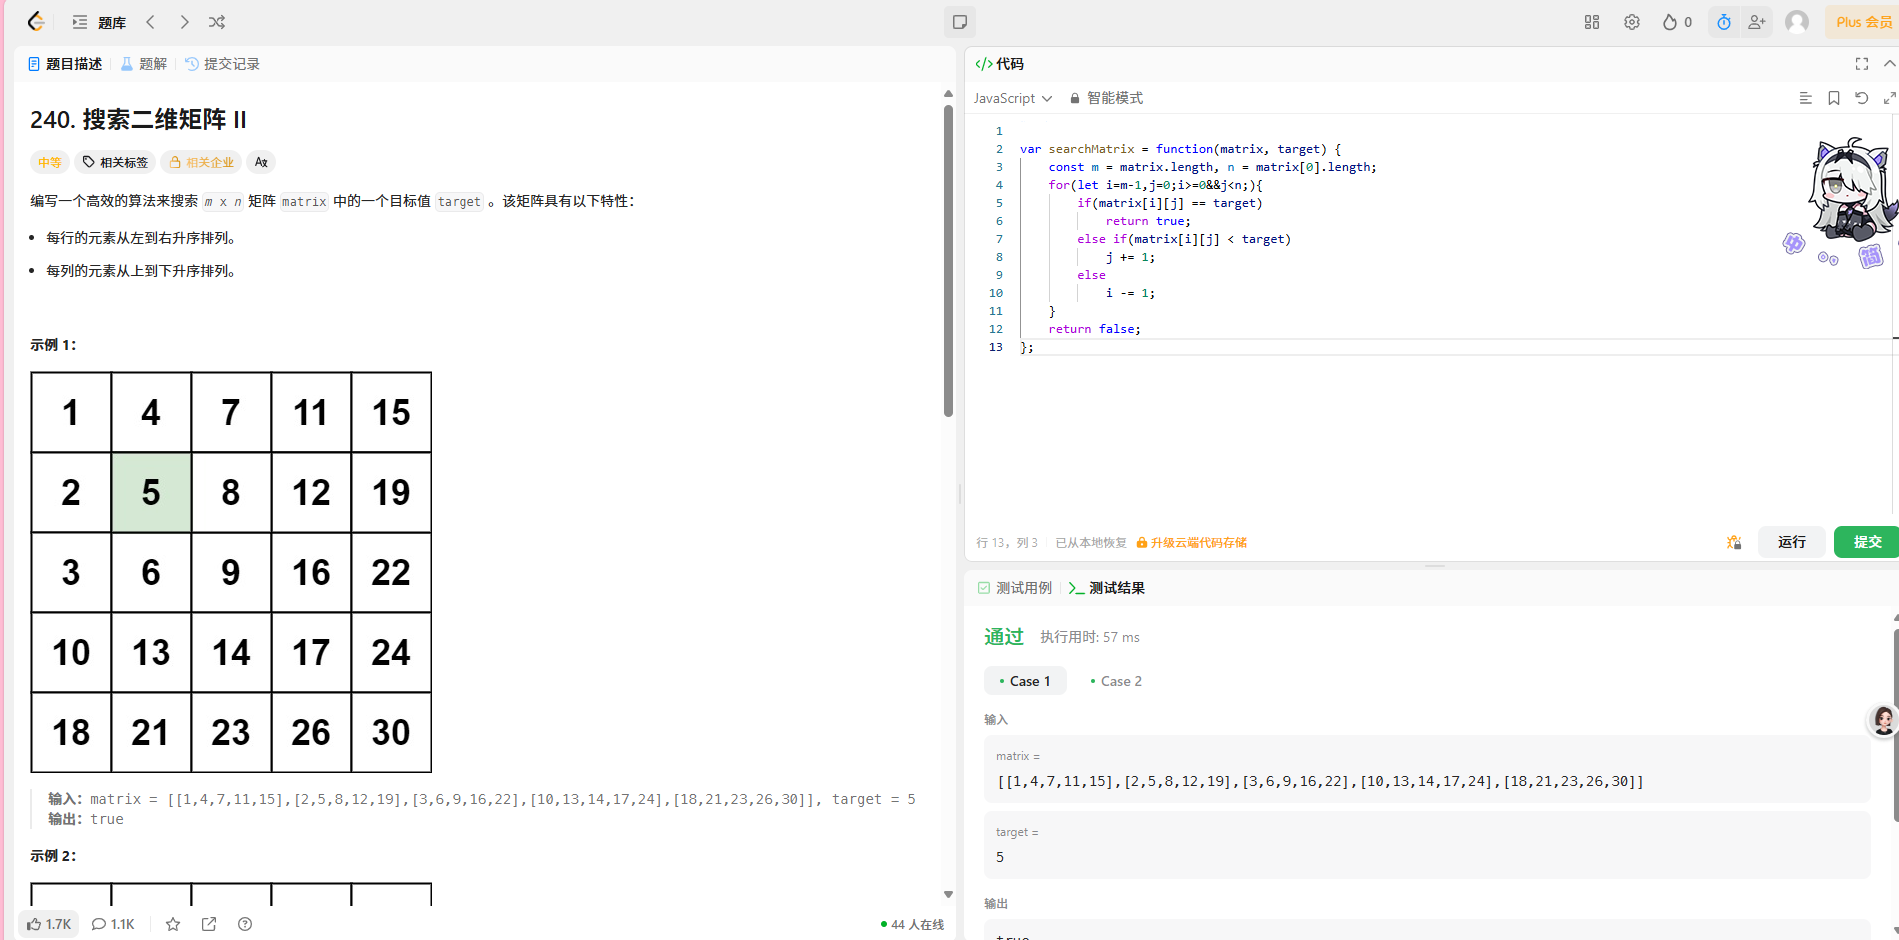 题库
0
Plus 会员
题目描述
题解
提交记录
240. 搜索二维矩阵 II
中等
相关标签
相关企业
编写一个高效的算法来搜索 m x n 矩阵 matrix 中的一个目标值 target 。该矩阵具有以下特性：
每行的元素从左到右升序排列。
每列的元素从上到下升序排列。
示例 1：
1 4 7 11 15
2 5 8 12 19
3 6 9 16 22
10 13 14 17 24
18 21 23 26 30
输入：matrix = [[1,4,7,11,15],[2,5,8,12,19],[3,6,9,16,22],[10,13,14,17,24],[18,21,23,26,30]], target = 5
输出：true
示例 2：
1.7K
1.1K
44 人在线
</> 代码
JavaScript
智能模式
1
2 var searchMatrix = function(matrix, target) {
3 const m = matrix.length, n = matrix[0].length;
4 for(let i=m-1,j=0;i>=0&&j<n;){
5 if(matrix[i][j] == target)
6 return true;
7 else if(matrix[i][j] < target)
8 j += 1;
9 else
10 i -= 1;
11 }
12 return false;
13 };
中
简
行 13，列 3
已从本地恢复
升级云端代码存储
运行
提交
测试用例
测试结果
通过
执行用时: 57 ms
Case 1
Case 2
输入
matrix =
[[1,4,7,11,15],[2,5,8,12,19],[3,6,9,16,22],[10,13,14,17,24],[18,21,23,26,30]]
target =
5
输出
true